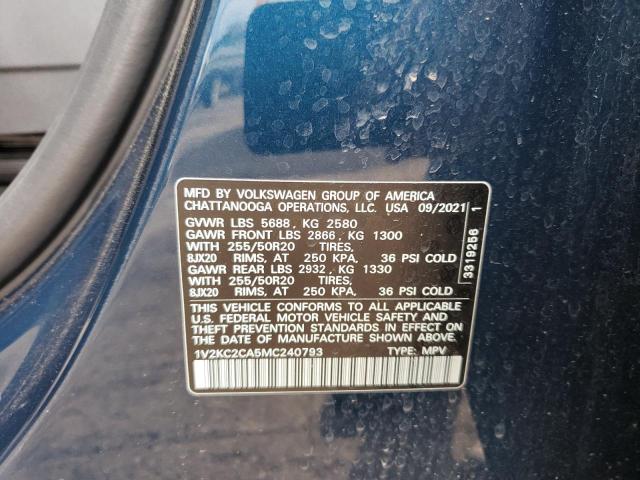 MFD BY VOLKSWAGEN GROUP OF AMERICA
CHATTANOOGA OPERATIONS, LLC. USA 09/2021
GVWR LBS 5688, KG 2580
GAWR FRONT LBS 2866, KG 1300
WITH 255/50R20 TIRES,
8JX20 RIMS, AT 250 KPA, 36 PSI COLD
GAWR REAR LBS 2932, KG 1330
WITH 255/50R20 TIRES,
8JX20 RIMS, AT 250 KPA, 36 PSI COLD
THIS VEHICLE CONFORMS TO ALL APPLICABLE
U.S. FEDERAL MOTOR VEHICLE SAFETY AND
THEFT PREVENTION STANDARDS IN EFFECT ON
THE DATE OF MANUFACTURE SHOWN ABOVE.
1V2KC2CA5MC240793 TYPE: MPV
3319256 1